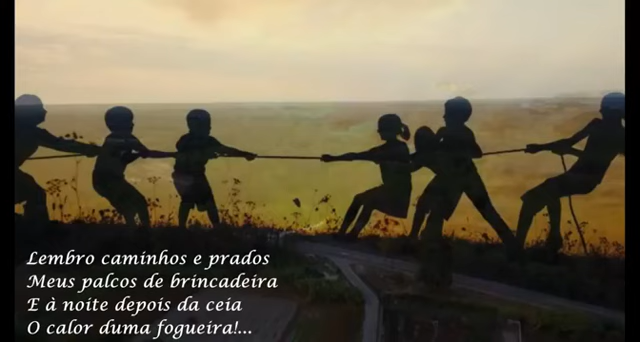 Lembro caminhos e prados
Meus palcos de brincadeira
E à noite depois da ceia
O calor duma fogueira!...